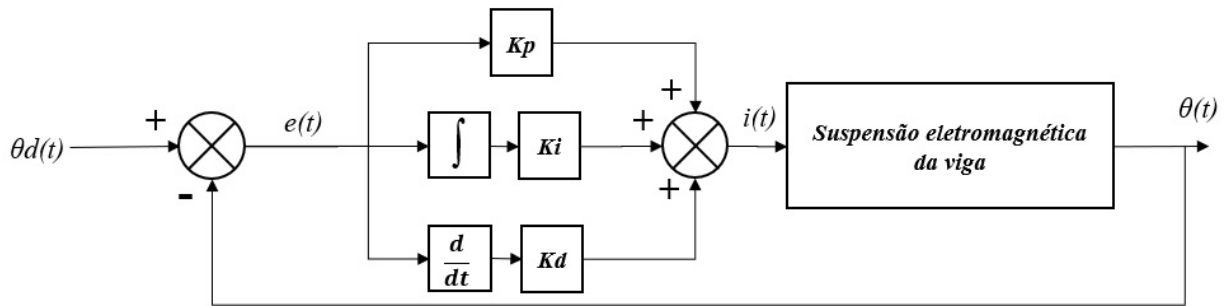 Kp
+
+
θd(t)
+
-
e(t)
∫
Ki
+
i(t)
Suspensão eletromagnética
da viga
θ(t)
+
d
dt
Kd